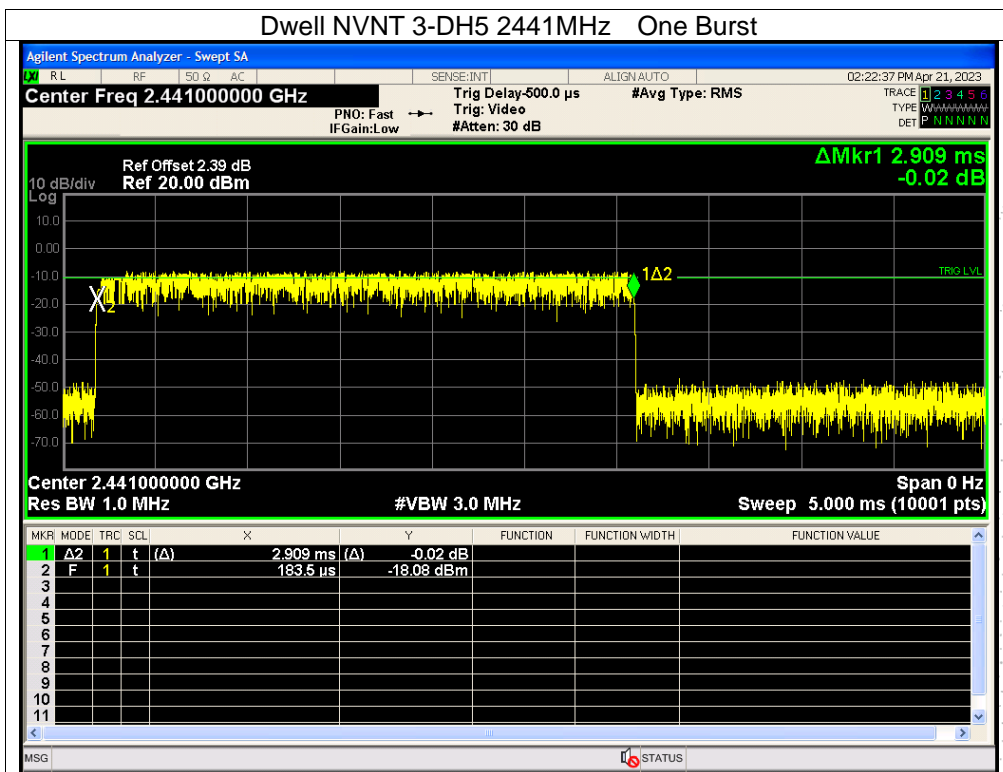 Dwell NVNT 3-DH5 2441MHz One Burst
Agilent Spectrum Analyzer - Swept SA
LXI RL RF 50 Ω AC SENSE:INT ALIGN AUTO 02:22:37 PM Apr 21, 2023
Center Freq 2.441000000 GHz
Trig Delay-500.0 µs #Avg Type: RMS
TRACE 1 2 3 4 5 6
PNO: Fast Trig: Video
TYPE WWWWWW
IFGain:Low #Atten: 30 dB
DET P N N N N N
ΔMkr1 2.909 ms
-0.02 dB
Ref Offset 2.39 dB
10 dB/div Ref 20.00 dBm
Log
10.0
0.00
-10.0
1Δ2
TRIG LVL
-20.0
2
-30.0
-40.0
-50.0
-60.0
-70.0
Center 2.441000000 GHz Span 0 Hz
Res BW 1.0 MHz #VBW 3.0 MHz Sweep 5.000 ms (10001 pts)
MKR MODE TRC SCL X Y FUNCTION FUNCTION WIDTH FUNCTION VALUE
1 Δ2 1 t (Δ) 2.909 ms (Δ) -0.02 dB
2 F 1 t 183.5 µs -18.08 dBm
3
4
5
6
7
8
9
10
11
MSG STATUS